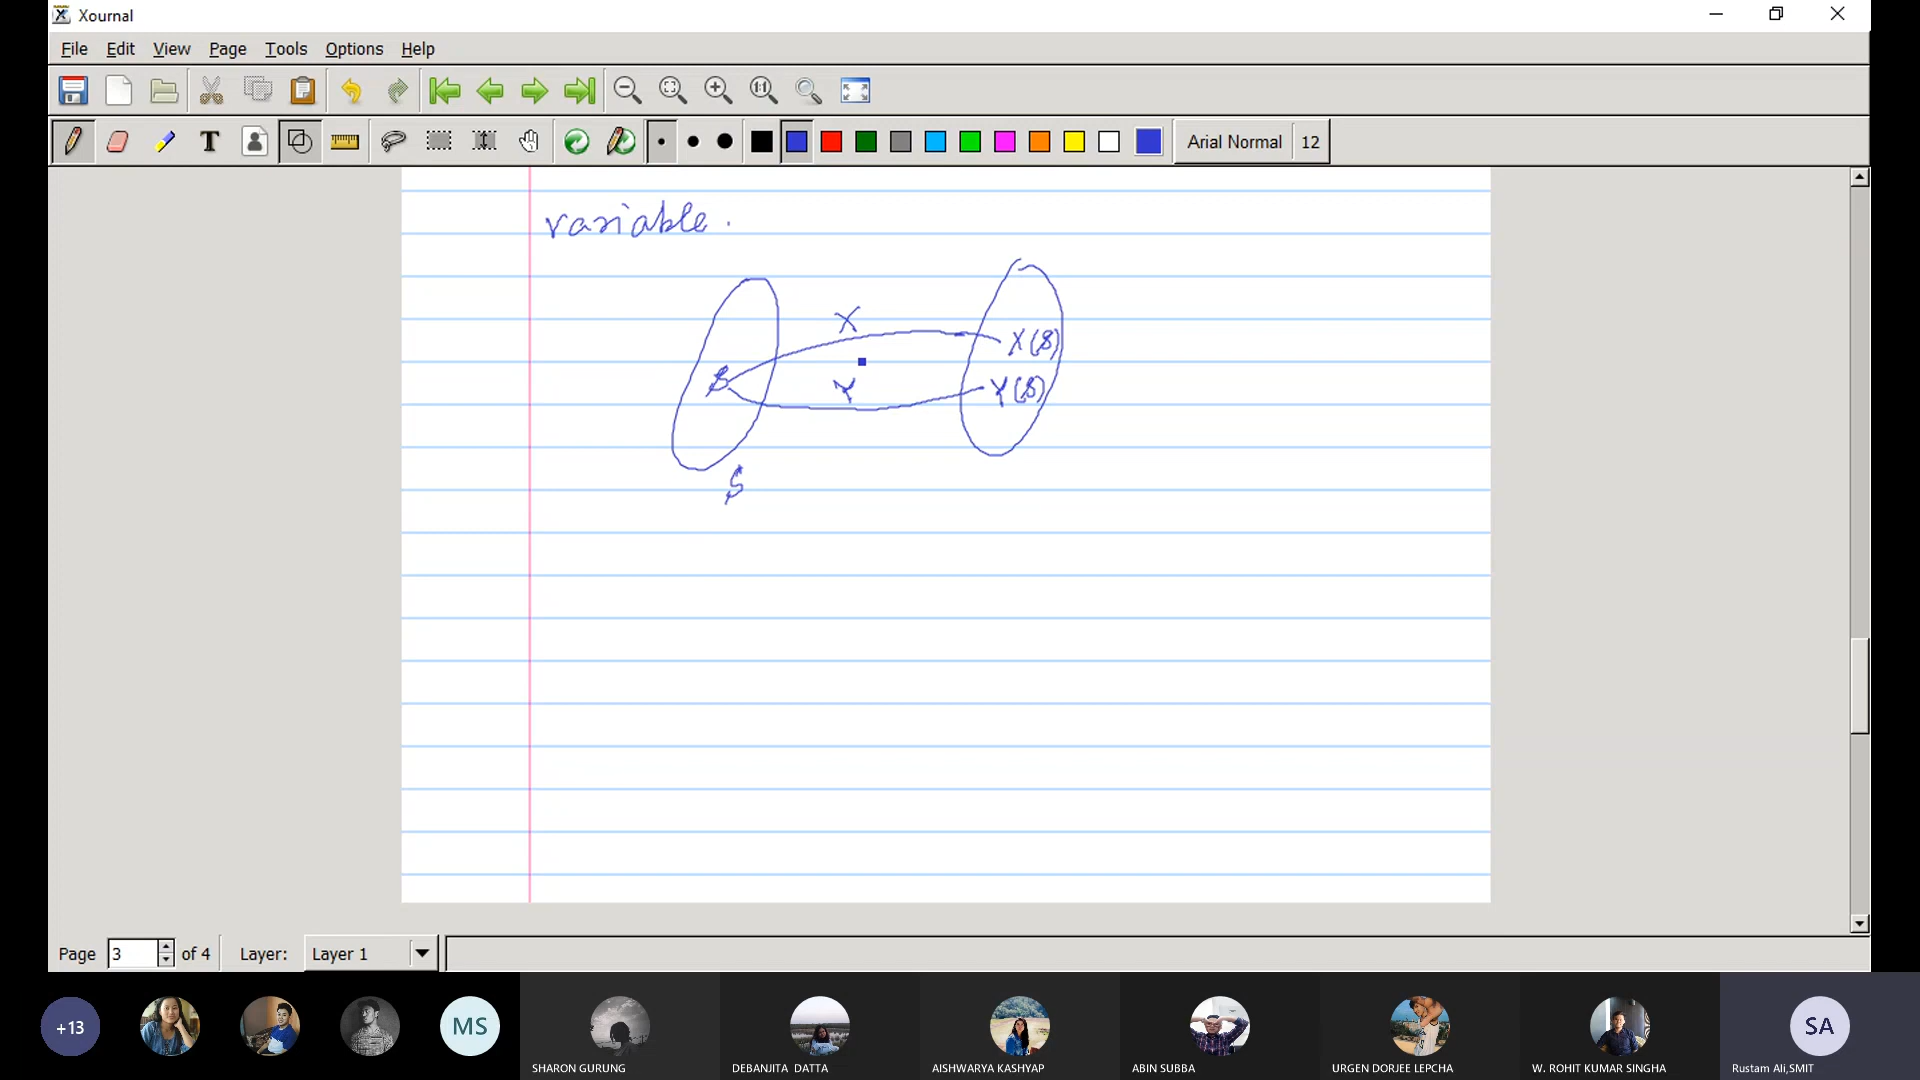 Xournal
File Edit View Page Tools Options Help
T 1:1
Arial Normal 12
variable.
X
X(s)
s
Y
Y(s)
S
Page 3 of 4 Layer: Layer 1
+13 MS SA
SHARON GURUNG DEBANJITA DATTA AISHWARYA KASHYAP ABIN SUBBA URGEN DORJEE LEPCHA W. ROHIT KUMAR SINGHA Rustam Ali,SMIT